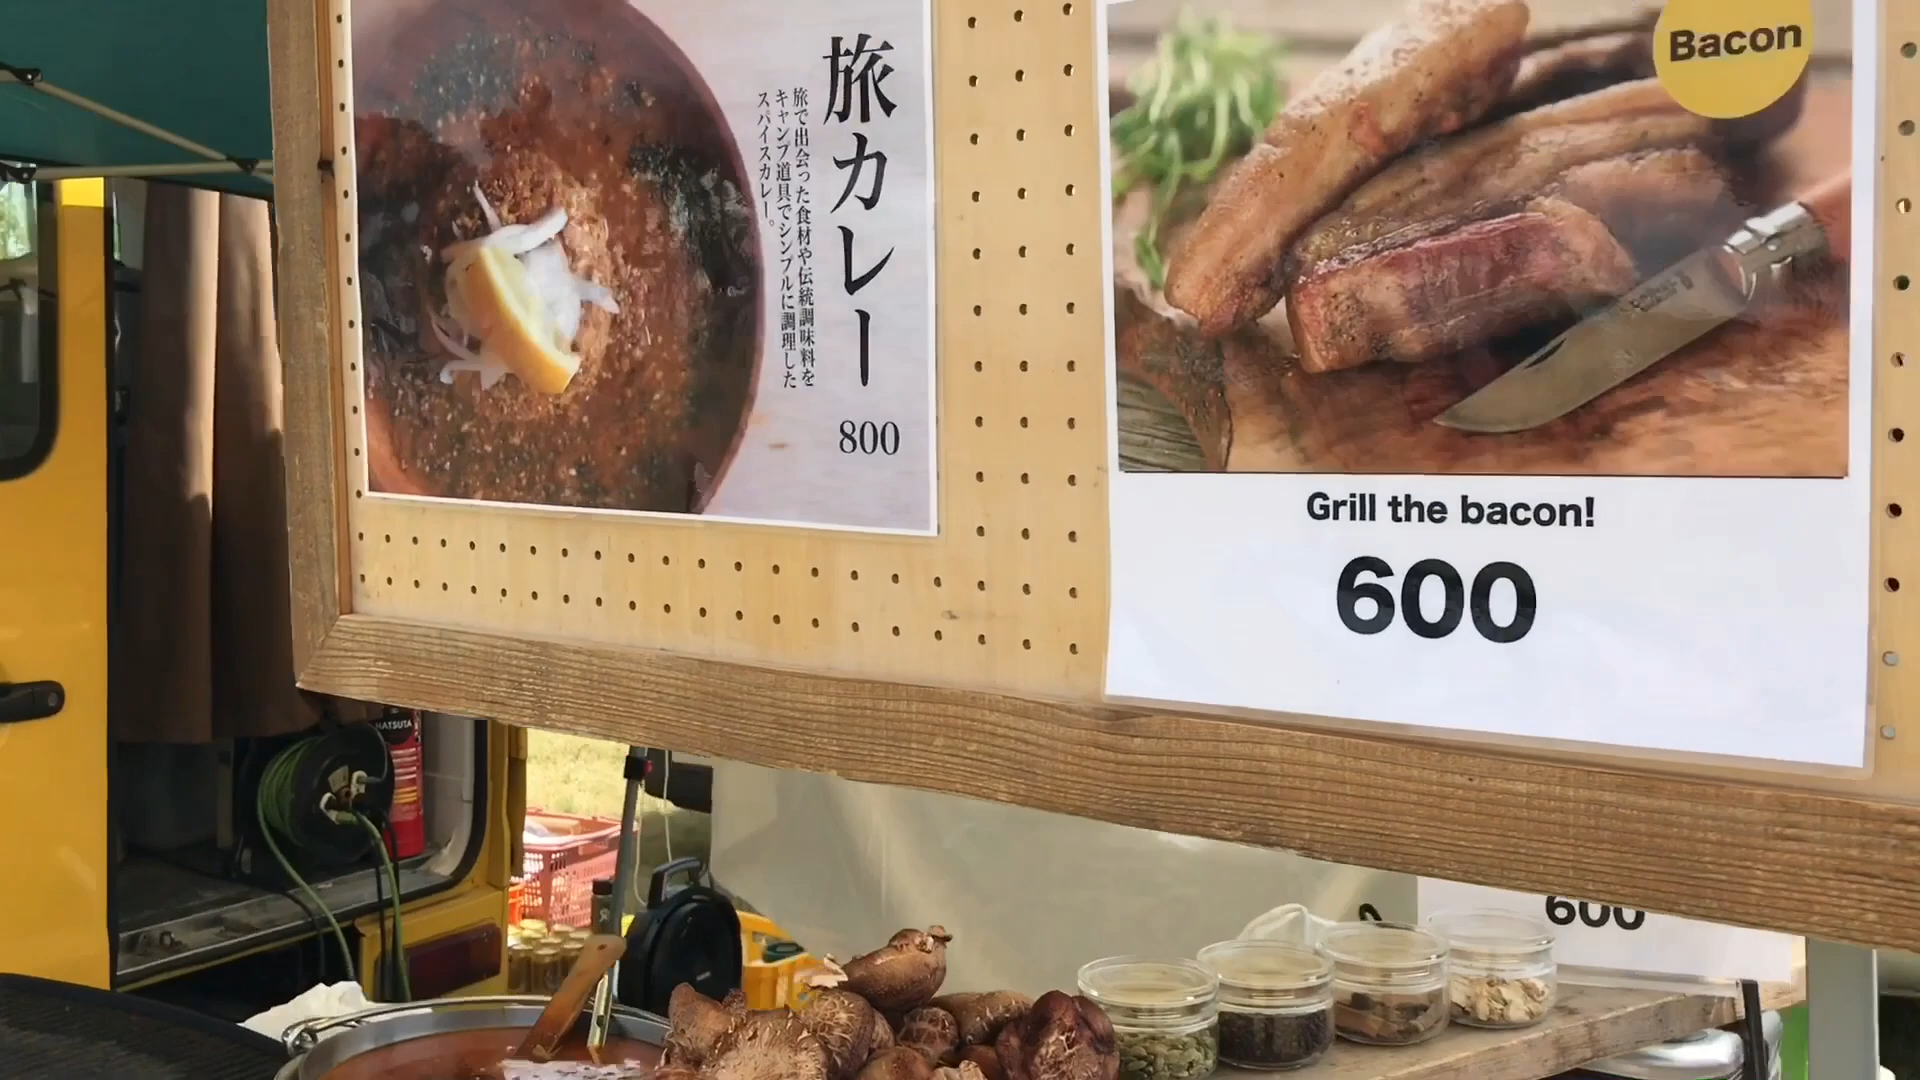 旅カレー
旅で出会った食材や伝統調味料を
キャンプ道具でシンプルに調理した
スパイスカレー。
800
Bacon
Grill the bacon!
600
HATSUTA
600